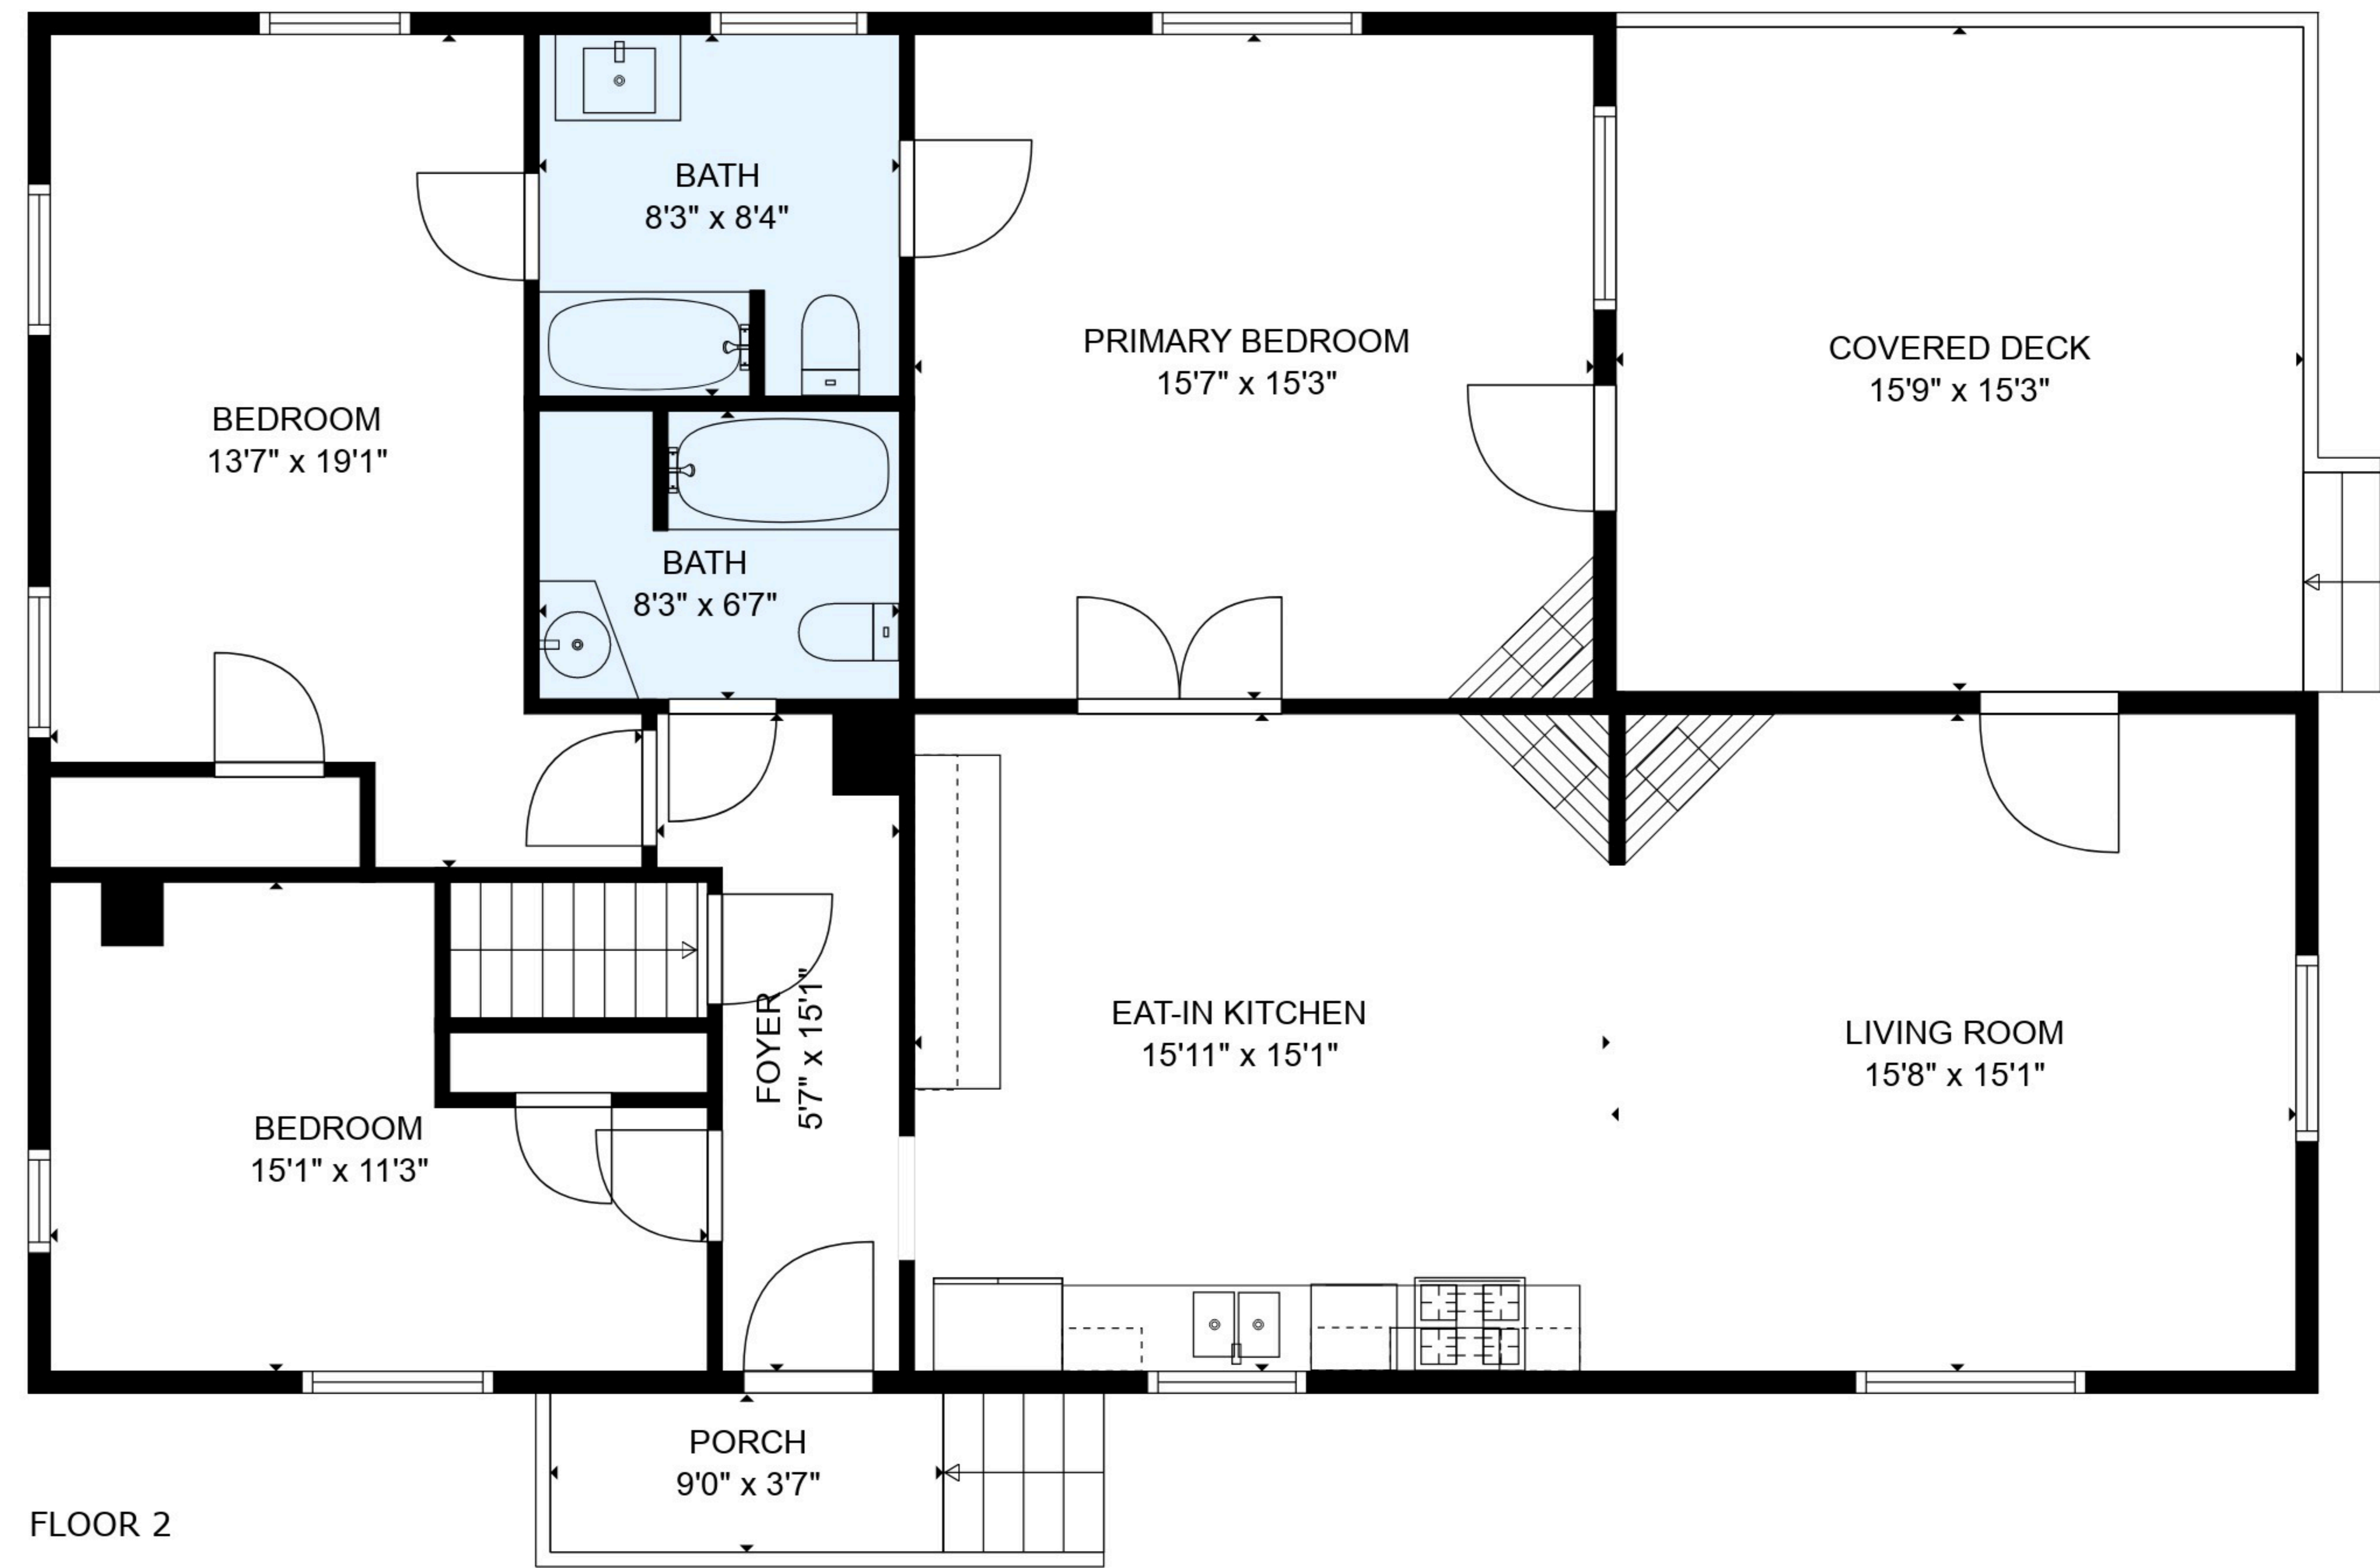 BATH
8'3" x 8'4"
PRIMARY BEDROOM
15'7" x 15'3"
COVERED DECK
15'9" x 15'3"
BEDROOM
13'7" x 19'1"
BATH
8'3" x 6'7"
FOYER
5'7" x 15'1"
EAT-IN KITCHEN
15'11" x 15'1"
LIVING ROOM
15'8" x 15'1"
BEDROOM
15'1" x 11'3"
PORCH
9'0" x 3'7"
FLOOR 2